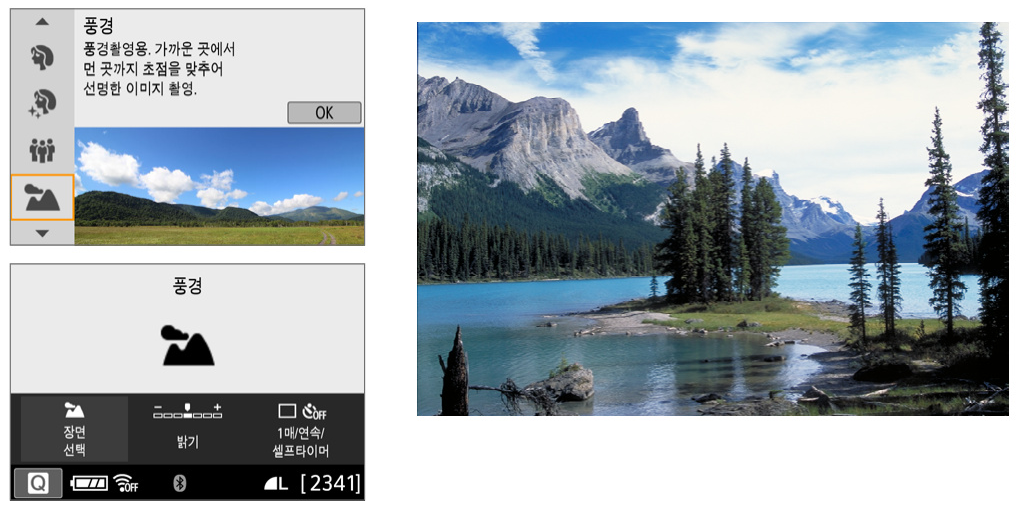 풍경
풍경촬영용. 가까운 곳에서
먼 곳까지 초점을 맞추어
선명한 이미지 촬영.
OK
풍경
장면
선택
− +
밝기
OFF
1매/연속/
셀프타이머
Q OFF L [2341]